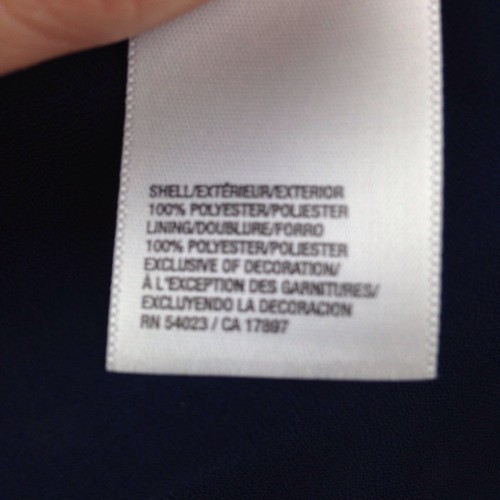 SHELL/EXTÉRIEUR/EXTERIOR
100% POLYESTER/POLIESTER
LINING/DOUBLURE/FORRO
100% POLYESTER/POLIESTER
EXCLUSIVE OF DECORATION/
À L'EXCEPTION DES GARNITURES/
EXCLUYENDO LA DECORACION
RN 54023 / CA 17897